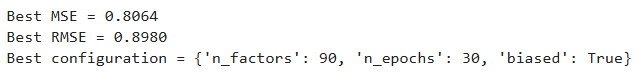 Best MSE = 0.8064
Best RMSE = 0.8980
Best configuration = {'n_factors': 90, 'n_epochs': 30, 'biased': True}